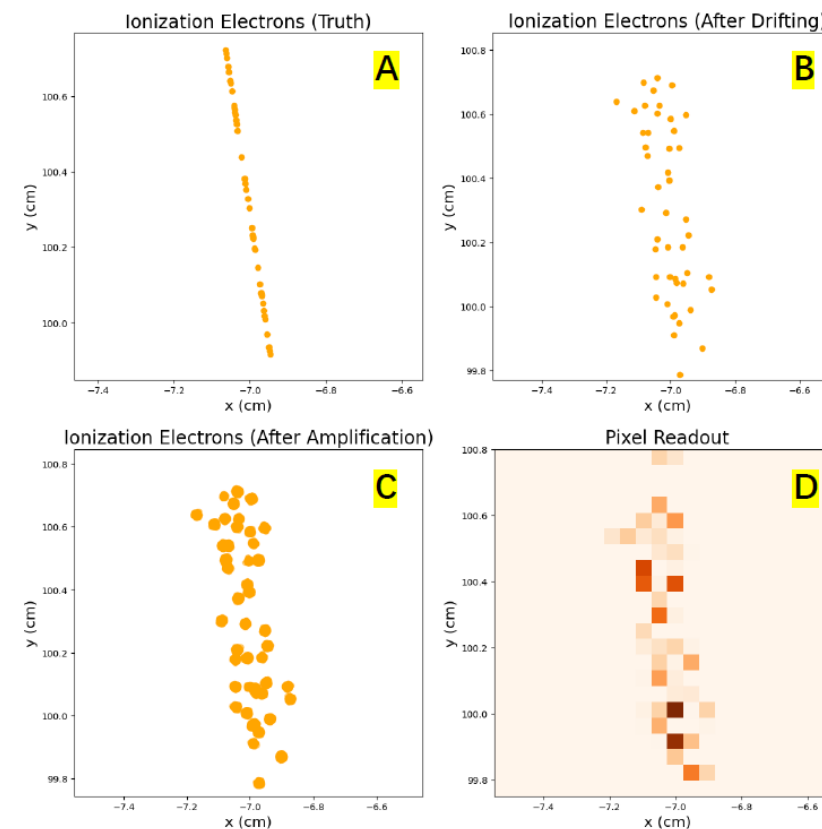 Ionization Electrons (Truth)
A
y (cm)
100.6
100.4
100.2
100.0
−7.4
−7.2
−7.0
−6.8
−6.6
x (cm)
Ionization Electrons (After Drifting)
B
y (cm)
100.8
100.6
100.4
100.2
100.0
99.8
−7.4
−7.2
−7.0
−6.8
−6.6
x (cm)
Ionization Electrons (After Amplification)
C
y (cm)
100.8
100.6
100.4
100.2
100.0
99.8
−7.4
−7.2
−7.0
−6.8
−6.6
x (cm)
Pixel Readout
D
y (cm)
100.8
100.6
100.4
100.2
100.0
99.8
−7.4
−7.2
−7.0
−6.8
−6.6
x (cm)